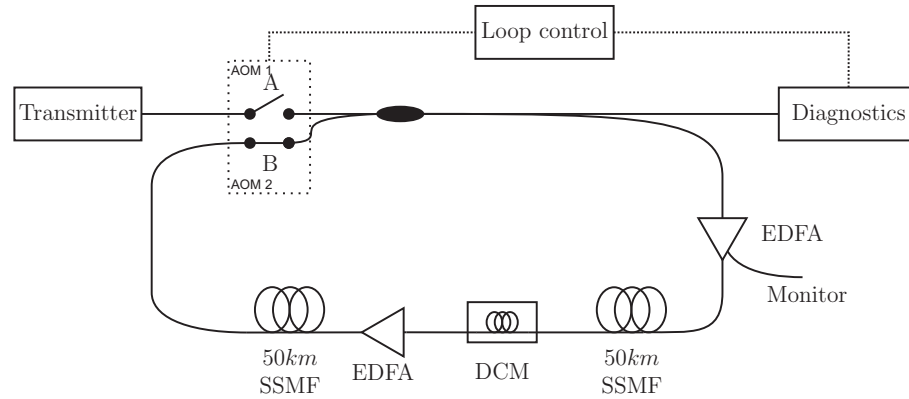 Loop control
AOM 1
A
Transmitter
Diagnostics
B
AOM 2
EDFA
Monitor
50km
SSMF
EDFA
DCM
50km
SSMF